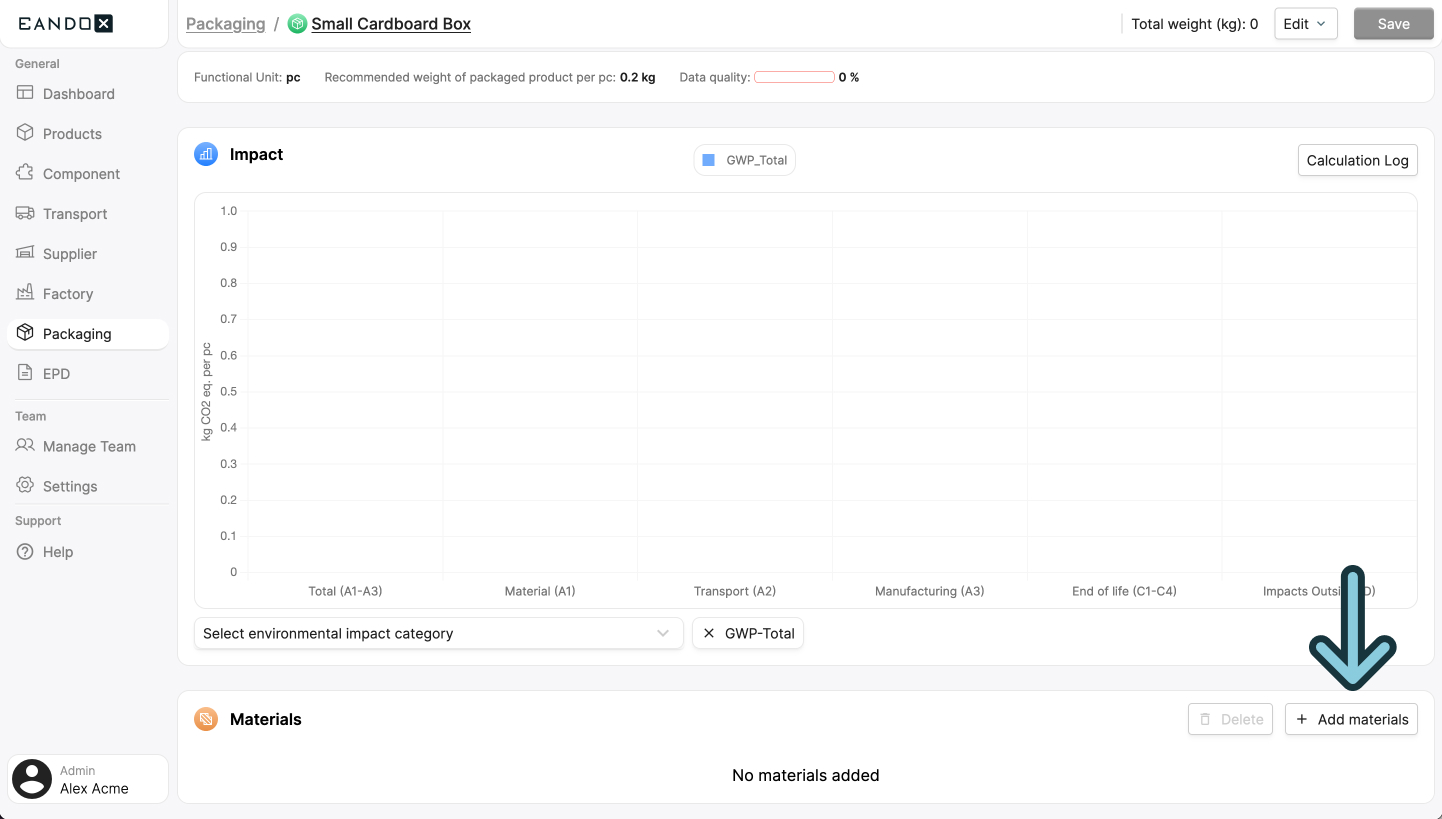 EANDOX
Packaging / Small Cardboard Box
Total weight (kg): 0
Edit
Save
General
Dashboard
Products
Component
Transport
Supplier
Factory
Packaging
EPD
Team
Manage Team
Settings
Support
Help
Admin
Alex Acme
Functional Unit: pc Recommended weight of packaged product per pc: 0.2 kg Data quality: 0 %
Impact
GWP_Total
Calculation Log
kg CO2 eq. per pc
1.0
0.9
0.8
0.7
0.6
0.5
0.4
0.3
0.2
0.1
0
Total (A1-A3) Material (A1) Transport (A2) Manufacturing (A3) End of life (C1-C4) Impacts Outsi D)
Select environmental impact category
GWP-Total
Materials
Delete
+ Add materials
No materials added